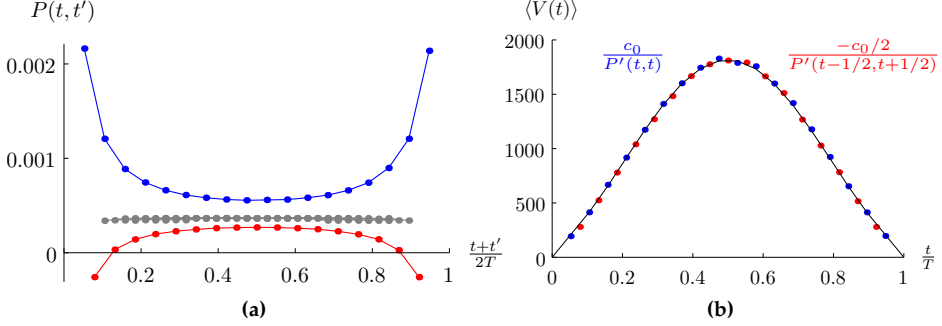 P(t, t′)
0.002
0.001
0
0.2
0.4
0.6
0.8
1
t+t′
2T
(a)
⟨V(t)⟩
2000
1500
1000
500
0
0
0.2
0.4
0.6
0.8
1
t
T
c₀
P′(t,t)
−c₀/2
P′(t−1/2,t+1/2)
(b)